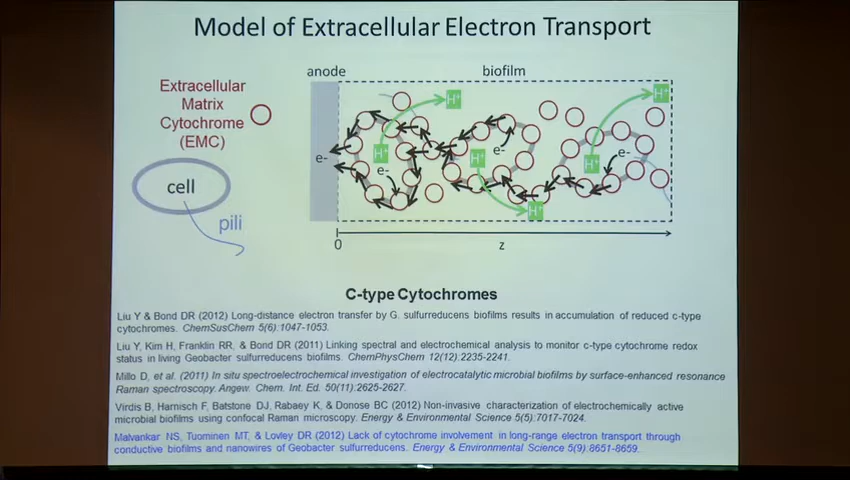 Model of Extracellular Electron Transport
anode
biofilm
Extracellular
Matrix
Cytochrome
(EMC)
H+
H+
H+
H+
H+
H+
e-
e-
e-
e-
cell
pili
0
z
C-type Cytochromes
Liu Y & Bond DR (2012) Long-distance electron transfer by G. sulfurreducens biofilms results in accumulation of reduced c-type
cytochromes. ChemSusChem 5(6):1047-1053.
Liu Y, Kim H, Franklin RR, & Bond DR (2011) Linking spectral and electrochemical analysis to monitor c-type cytochrome redox
status in living Geobacter sulfurreducens biofilms. ChemPhysChem 12(12):2235-2241.
Millo D, et al. (2011) In situ spectroelectrochemical investigation of electrocatalytic microbial biofilms by surface-enhanced resonance
Raman spectroscopy. Angew. Chem. Int. Ed. 50(11):2625-2627.
Virdis B, Harnisch F, Batstone DJ, Rabaey K, & Donose BC (2012) Non-invasive characterization of electrochemically active
microbial biofilms using confocal Raman microscopy. Energy & Environmental Science 5(5):7017-7024.
Malvankar NS, Tuominen MT, & Lovley DR (2012) Lack of cytochrome involvement in long-range electron transport through
conductive biofilms and nanowires of Geobacter sulfurreducens. Energy & Environmental Science 5(9):8651-8659.